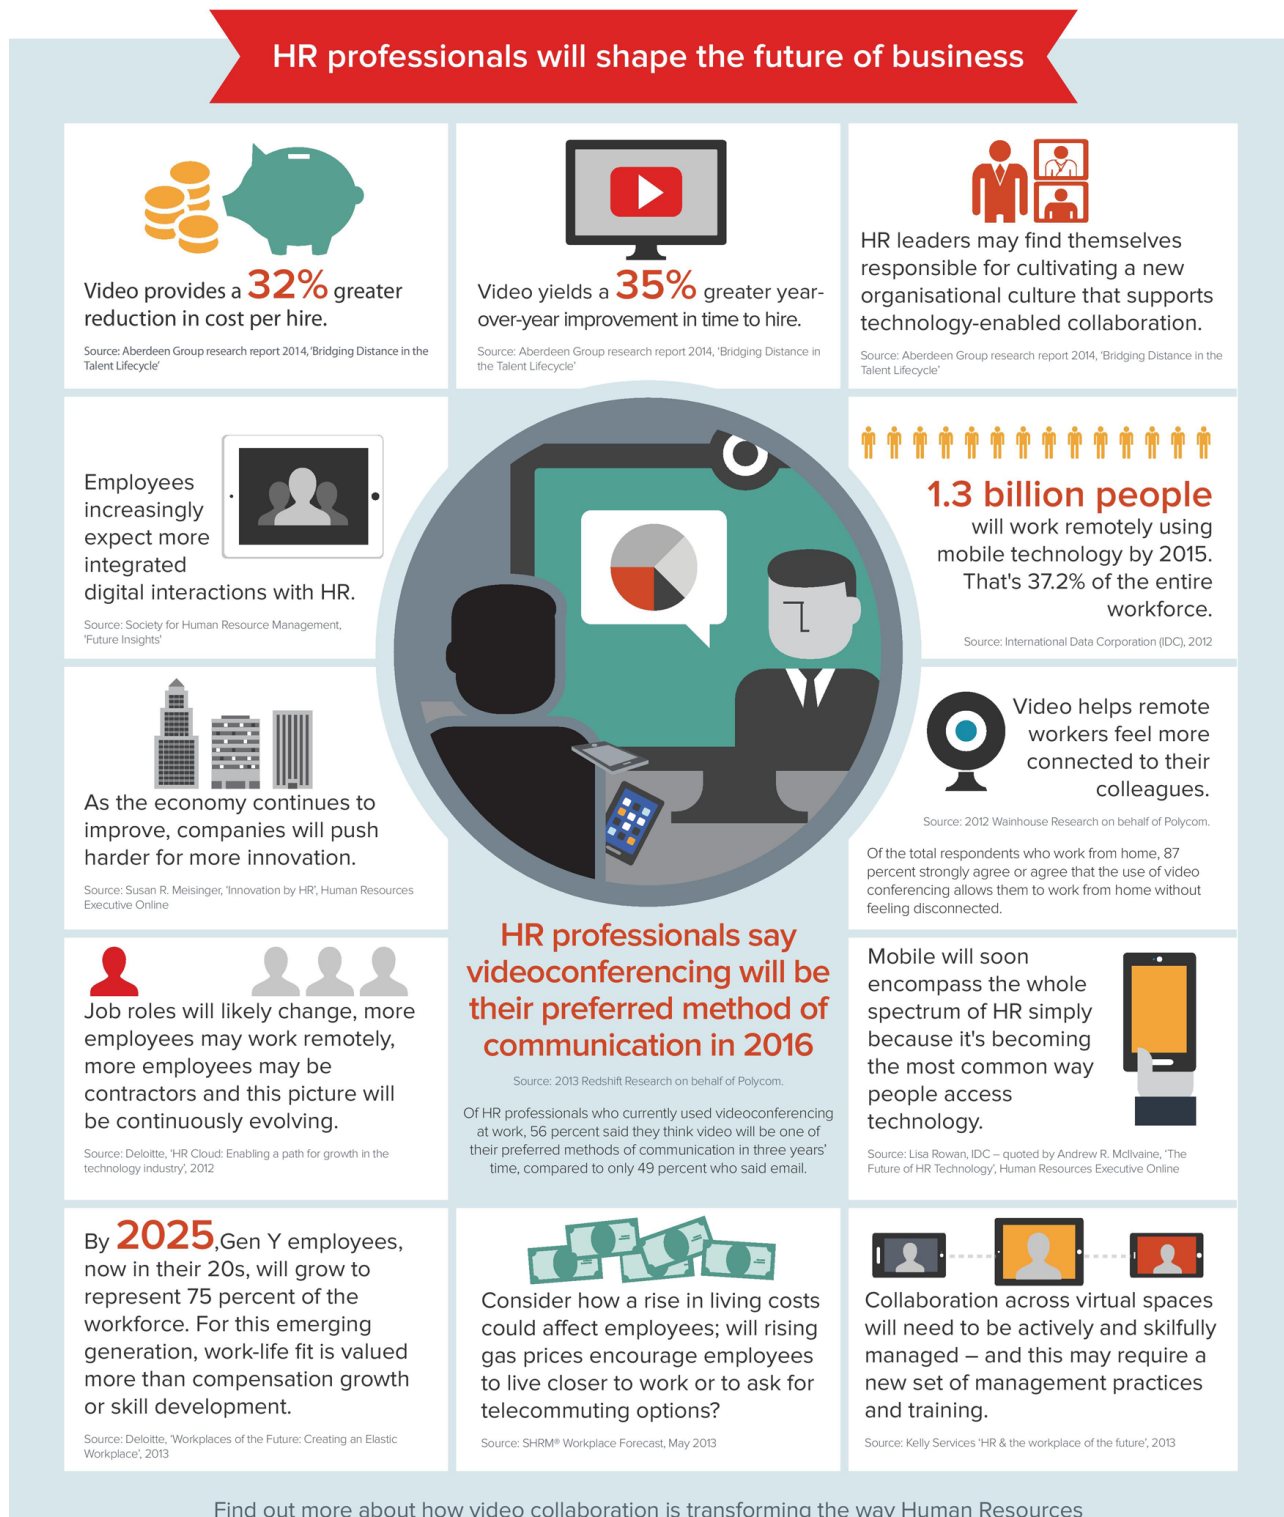 HR professionals will shape the future of business
Video provides a 32% greater
reduction in cost per hire.
Source: Aberdeen Group research report 2014, 'Bridging Distance in the
Talent Lifecycle'
Video yields a 35% greater year-
over-year improvement in time to hire.
Source: Aberdeen Group research report 2014, 'Bridging Distance in
the Talent Lifecycle'
HR leaders may find themselves
responsible for cultivating a new
organisational culture that supports
technology-enabled collaboration.
Source: Aberdeen Group research report 2014, 'Bridging Distance in the
Talent Lifecycle'
Employees
increasingly
expect more
integrated
digital interactions with HR.
Source: Society for Human Resource Management,
'Future Insights'
1.3 billion people
will work remotely using
mobile technology by 2015.
That's 37.2% of the entire
workforce.
Source: International Data Corporation (IDC), 2012
As the economy continues to
improve, companies will push
harder for more innovation.
Source: Susan R. Meisinger, 'Innovation by HR', Human Resources
Executive Online
Video helps remote
workers feel more
connected to their
colleagues.
Source: 2012 Wainhouse Research on behalf of Polycom.
Of the total respondents who work from home, 87
percent strongly agree or agree that the use of video
conferencing allows them to work from home without
feeling disconnected.
HR professionals say
videoconferencing will be
their preferred method of
communication in 2016
Source: 2013 Redshift Research on behalf of Polycom.
Of HR professionals who currently used videoconferencing
at work, 56 percent said they think video will be one of
their preferred methods of communication in three years'
time, compared to only 49 percent who said email.
Job roles will likely change, more
employees may work remotely,
more employees may be
contractors and this picture will
be continuously evolving.
Source: Deloitte, 'HR Cloud: Enabling a path for growth in the
technology industry', 2012
Mobile will soon
encompass the whole
spectrum of HR simply
because it's becoming
the most common way
people access
technology.
Source: Lisa Rowan, IDC – quoted by Andrew R. McIlvaine, 'The
Future of HR Technology', Human Resources Executive Online
By 2025,Gen Y employees,
now in their 20s, will grow to
represent 75 percent of the
workforce. For this emerging
generation, work-life fit is valued
more than compensation growth
or skill development.
Source: Deloitte, 'Workplaces of the Future: Creating an Elastic
Workplace', 2013
Consider how a rise in living costs
could affect employees; will rising
gas prices encourage employees
to live closer to work or to ask for
telecommuting options?
Source: SHRM® Workplace Forecast, May 2013
Collaboration across virtual spaces
will need to be actively and skilfully
managed – and this may require a
new set of management practices
and training.
Source: Kelly Services 'HR & the workplace of the future', 2013
Find out more about how video collaboration is transforming the way Human Resources